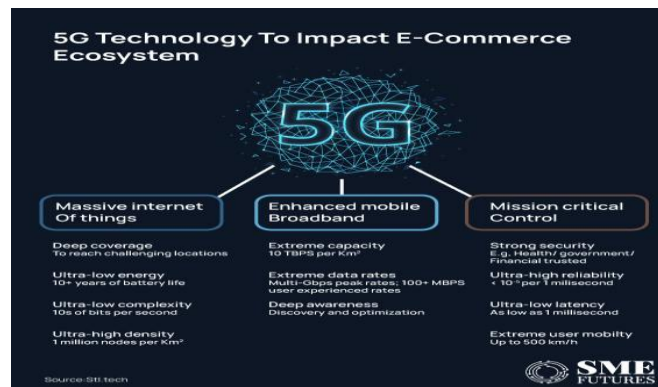 5G Technology To Impact E-Commerce
Ecosystem
5G
Massive internet
Of things
Deep coverage
To reach challenging locations
Ultra-low energy
10+ years of battery life
Ultra-low complexity
10s of bits per second
Ultra-high density
1 million nodes per Km²
Enhanced mobile
Broadband
Extreme capacity
10 TBPS per Km²
Extreme data rates
Multi-Gbps peak rates; 100+ MBPS
user experienced rates
Deep awareness
Discovery and optimization
Mission critical
Control
Strong security
E.g. Health/ government/
Financial trusted
Ultra-high reliability
< 10⁻⁵ per 1 milisecond
Ultra-low latency
As low as 1 millisecond
Extreme user mobilty
Up to 500 km/h
Source:Stl.tech
SME
FUTURES